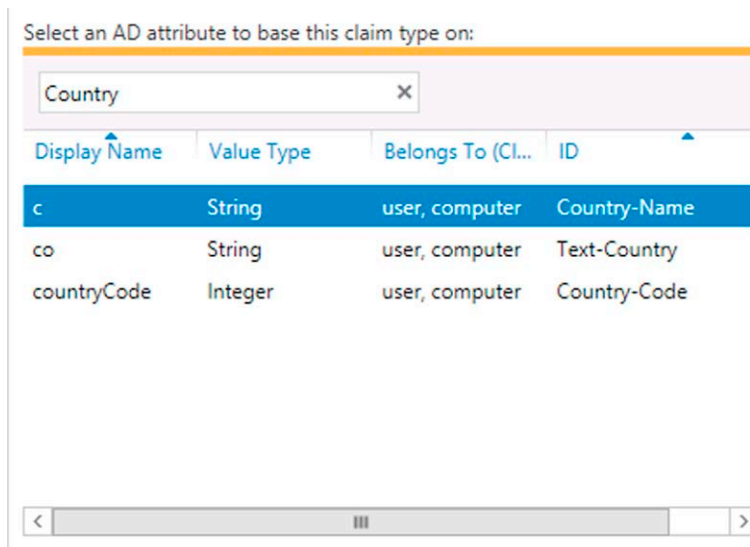 Select an AD attribute to base this claim type on:
Country
Display Name Value Type Belongs To (Cl... ID
c String user, computer Country-Name
co String user, computer Text-Country
countryCode Integer user, computer Country-Code